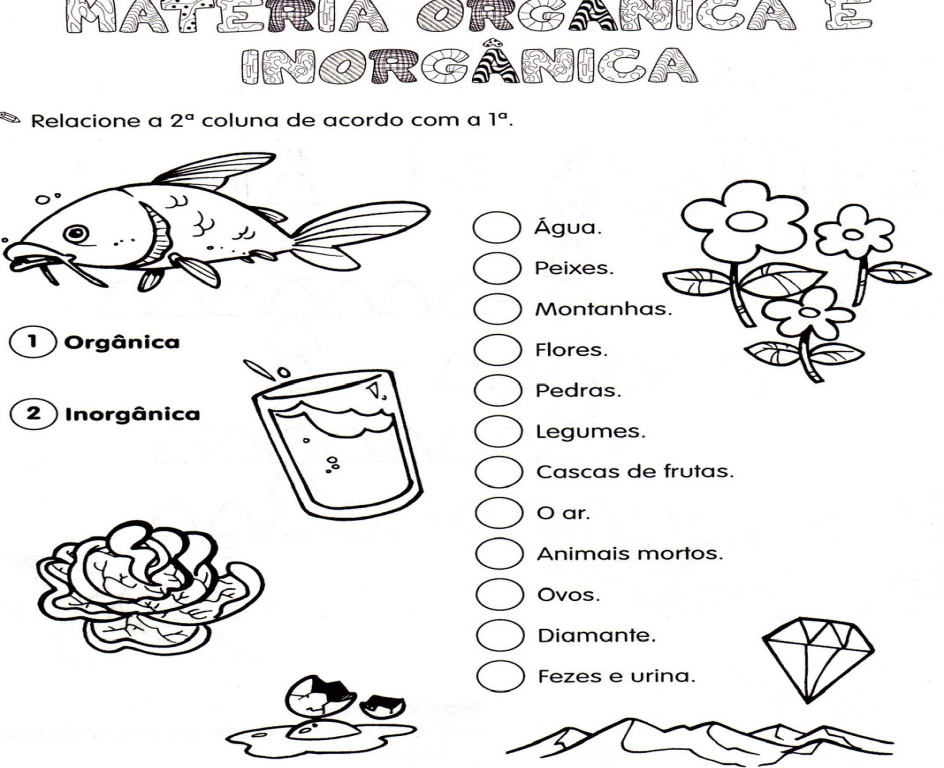 MATÉRIA ORGÂNICA E
INORGÂNICA
Relacione a 2ª coluna de acordo com a 1ª.
1 Orgânica
2 Inorgânica
Água.
Peixes.
Montanhas.
Flores.
Pedras.
Legumes.
Cascas de frutas.
O ar.
Animais mortos.
Ovos.
Diamante.
Fezes e urina.